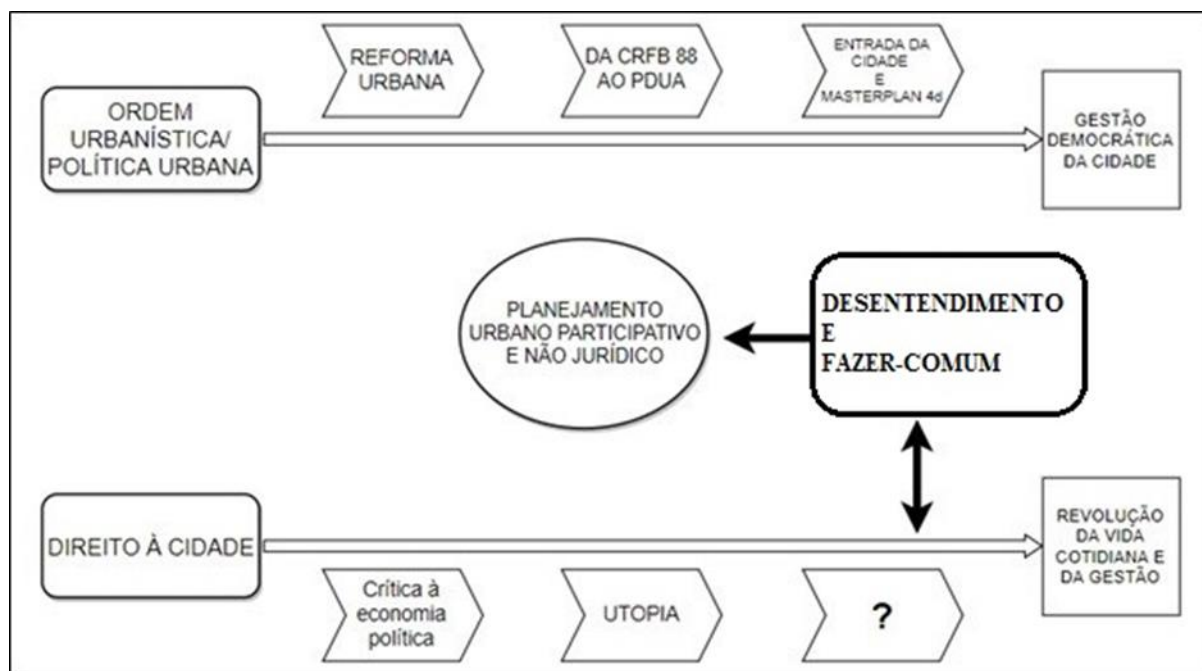 REFORMA
URBANA
DA CRFB 88
AO PDUA
ENTRADA DA
CIDADE
E
MASTERPLAN 4d
ORDEM
URBANÍSTICA/
POLÍTICA URBANA
GESTÃO
DEMOCRÁTICA
DA CIDADE
PLANEJAMENTO
URBANO PARTICIPATIVO
E NÃO JURÍDICO
DESENTENDIMENTO
E
FAZER-COMUM
DIREITO À CIDADE
REVOLUÇÃO
DA VIDA
COTIDIANA E
DA GESTÃO
Crítica à
economia
política
UTOPIA
?